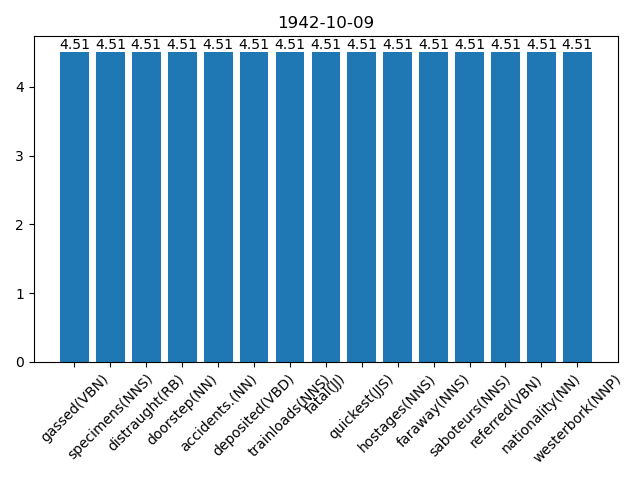 1942-10-09
4.51 4.51 4.51 4.51 4.51 4.51 4.51 4.51 4.51 4.51 4.51 4.51 4.51 4.51 4.51
4
3
2
1
0
gassed(VBN)
specimens(NNS)
distraught(RB)
doorstep(NN)
accidents.(NN)
deposited(VBD)
trainloads(NNS)
fatal(JJ)
quickest(JJS)
hostages(NNS)
faraway(NNS)
saboteurs(NNS)
referred(VBN)
nationality(NN)
westerbork(NNP)